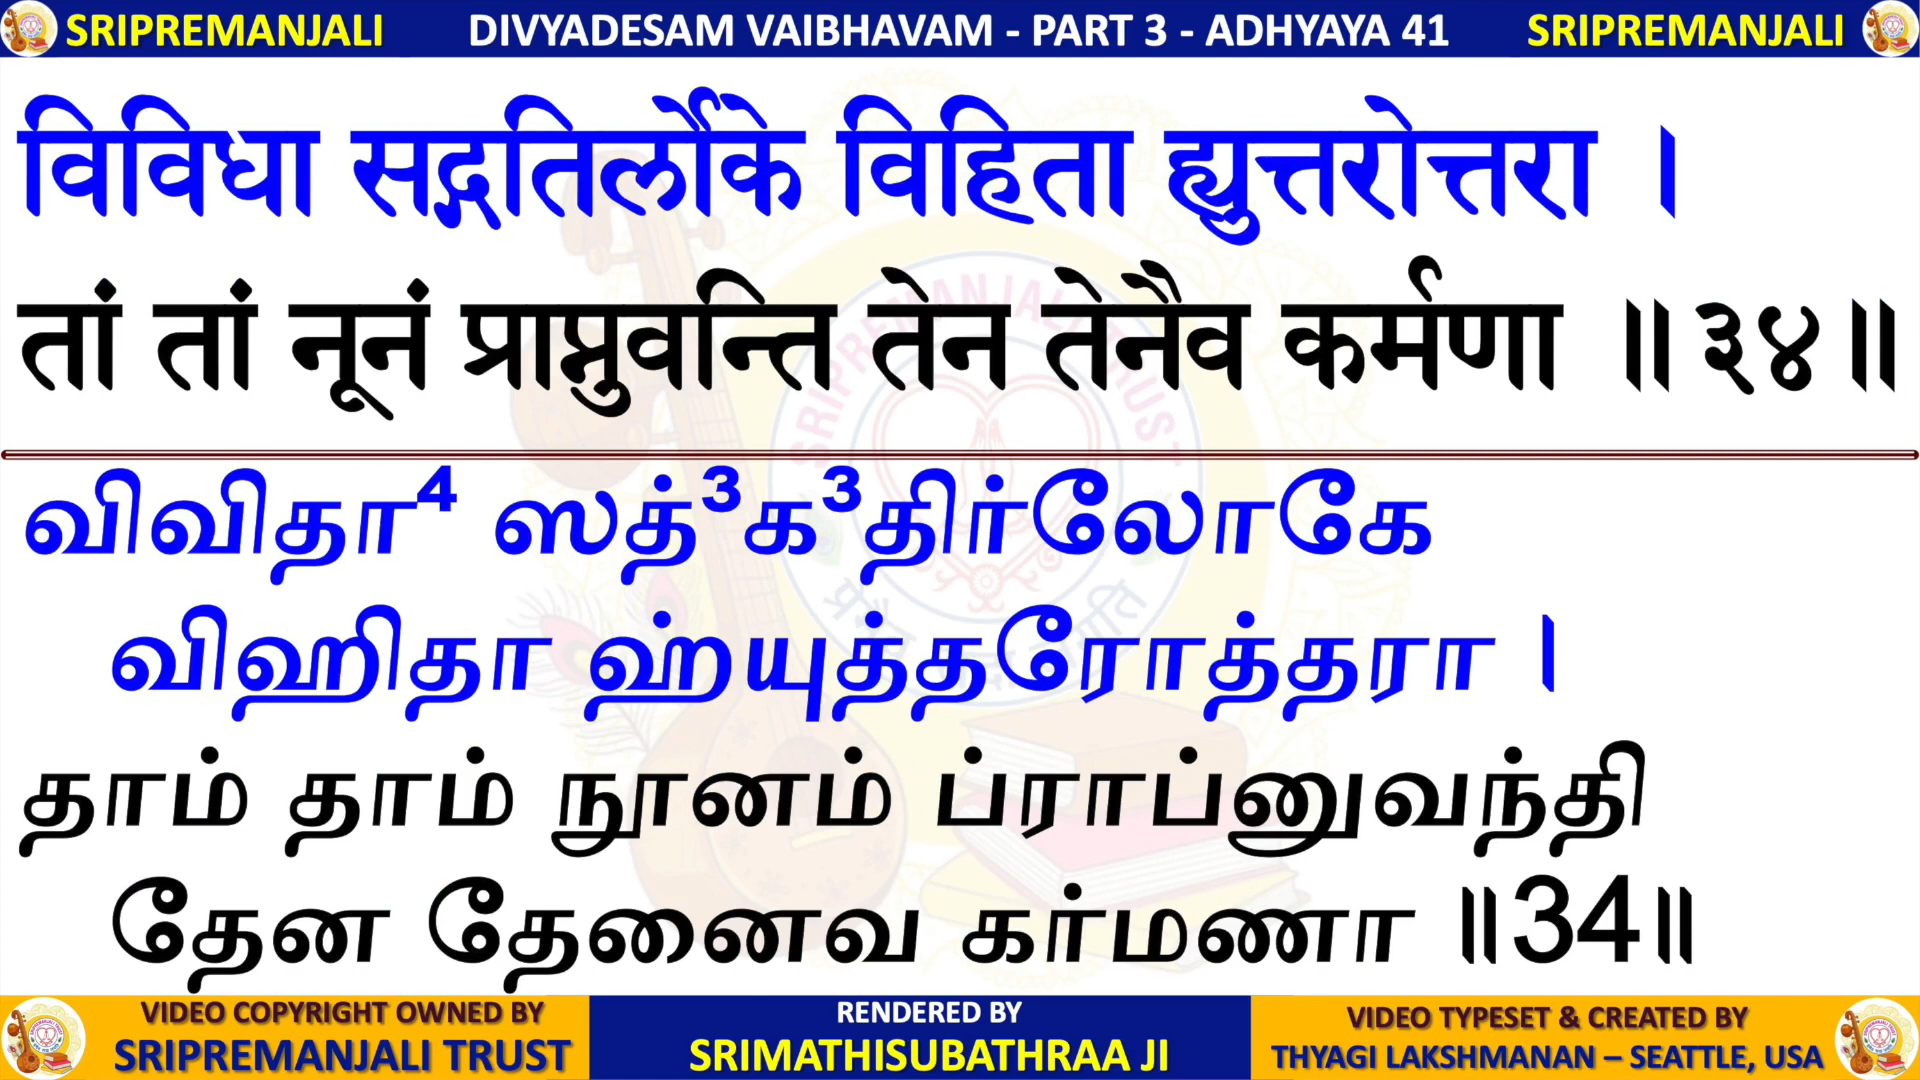 SRIPREMANJALI DIVYADESAM VAIBHAVAM - PART 3 - ADHYAYA 41 SRIPREMANJALI
विविधा सद्गतिर्लोके विहिता ह्युत्तरोत्तरा ।
तां तां नूनं प्राप्नुवन्ति तेन तेनैव कर्मणा ॥३४॥
விவிதா⁴ ஸத்³க³திர்லோகே
விஹிதா ஹ்யுத்தரோத்தரா ।
தாம் தாம் நூனம் ப்ராப்னுவந்தி
தேன தேனைவ கர்மணா ॥34॥
VIDEO COPYRIGHT OWNED BY
SRIPREMANJALI TRUST
RENDERED BY
SRIMATHISUBATHRAA JI
VIDEO TYPESET & CREATED BY
THYAGI LAKSHMANAN – SEATTLE, USA